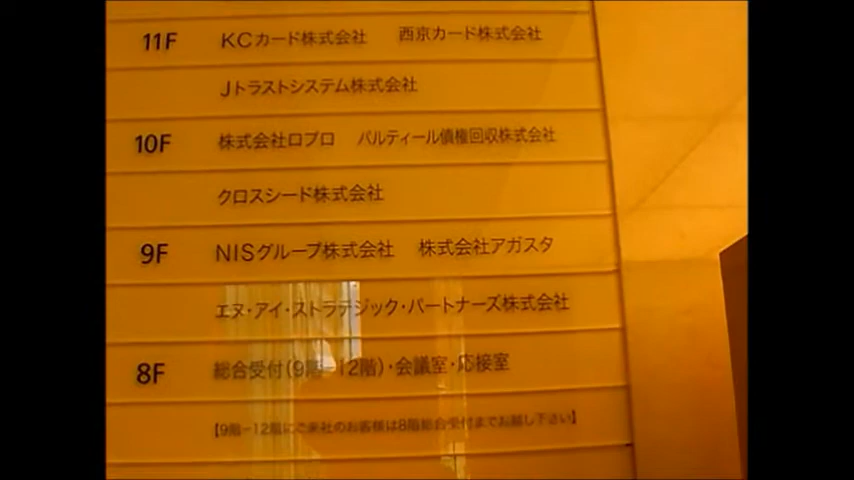 11F KCカード株式会社 西京カード株式会社
Jトラストシステム株式会社
10F 株式会社ロプロ パルティール債権回収株式会社
クロスシード株式会社
9F NISグループ株式会社 株式会社アガスタ
エヌ・アイ・ストラテジック・パートナーズ株式会社
8F 総合受付(9階-12階)・会議室・応接室
【9階-12階にご来社のお客様は8階総合受付までお越し下さい】